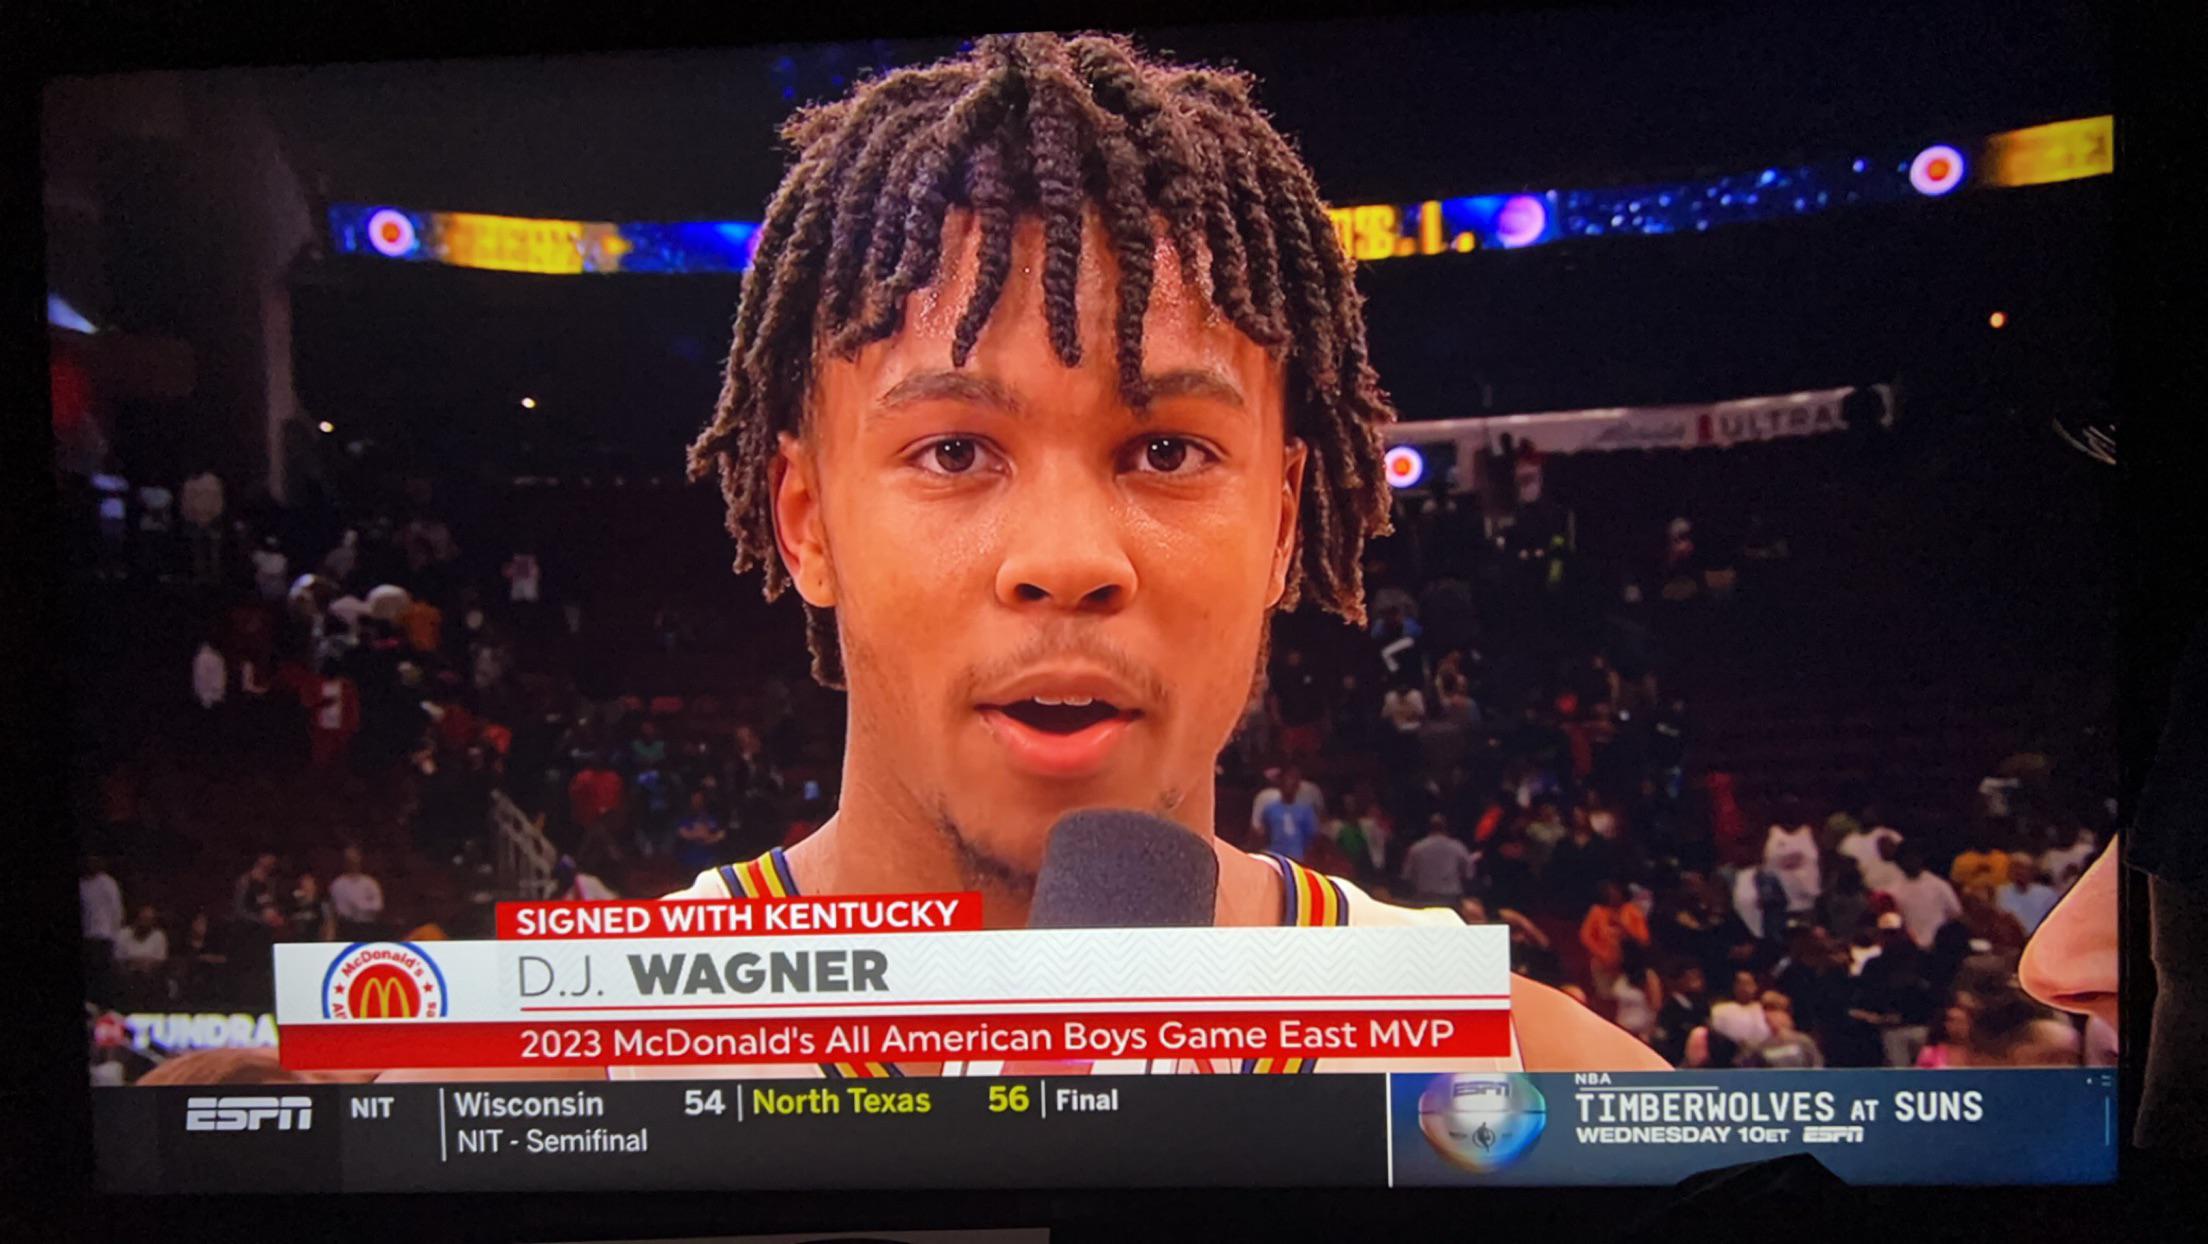 ULTRA
SIGNED WITH KENTUCKY
McDonald's
D.J. WAGNER
2023 McDonald's All American Boys Game East MVP
TUNDRA
ESPN NIT Wisconsin 54 North Texas 56 Final
NIT - Semifinal
ESPN
NBA
TIMBERWOLVES AT SUNS
WEDNESDAY 10ET ESPN